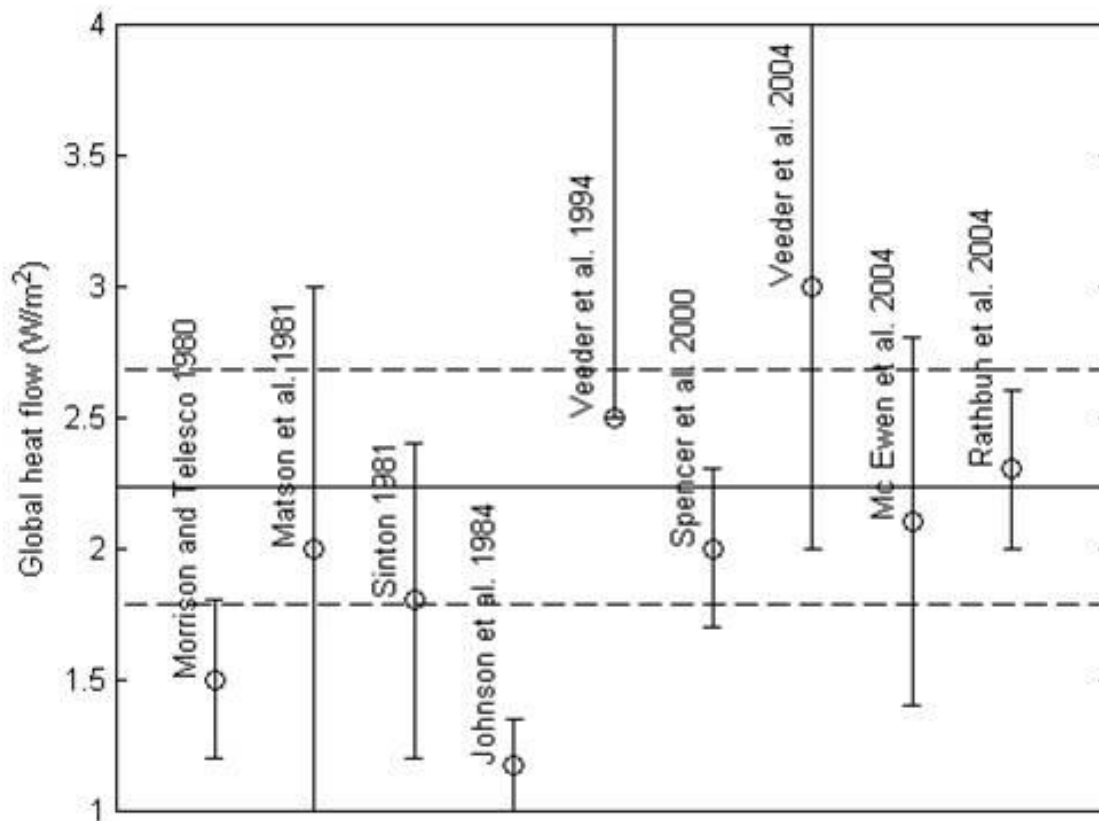 Global heat flow (W/m²)
4
3.5
3
2.5
2
1.5
1
Morrison and Telesco 1980
Matson et al. 1981
Sinton 1981
Johnson et al. 1984
Veeder et al. 1994
Spencer et all. 2000
Veeder et al. 2004
Mc Ewen et al. 2004
Rathbun et al. 2004